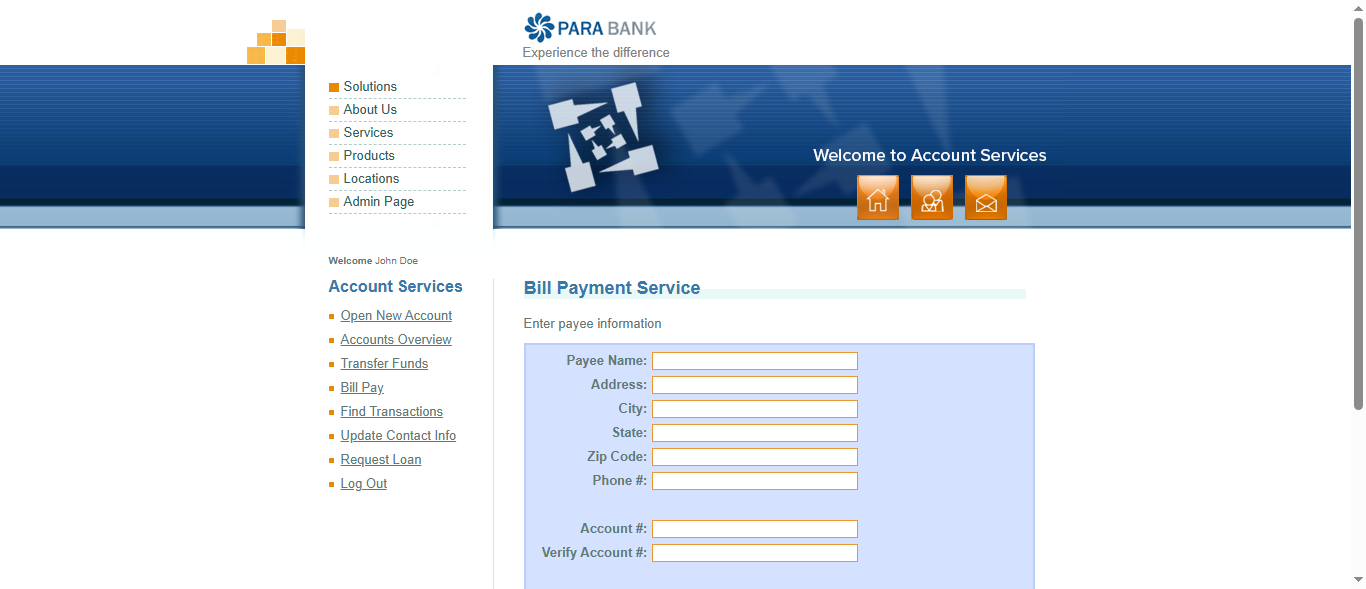 PARA BANK
Experience the difference
Solutions
About Us
Services
Products
Locations
Admin Page
Welcome to Account Services
Welcome John Doe
Account Services
Open New Account
Accounts Overview
Transfer Funds
Bill Pay
Find Transactions
Update Contact Info
Request Loan
Log Out
Bill Payment Service
Enter payee information
Payee Name:
Address:
City:
State:
Zip Code:
Phone #:
Account #:
Verify Account #: